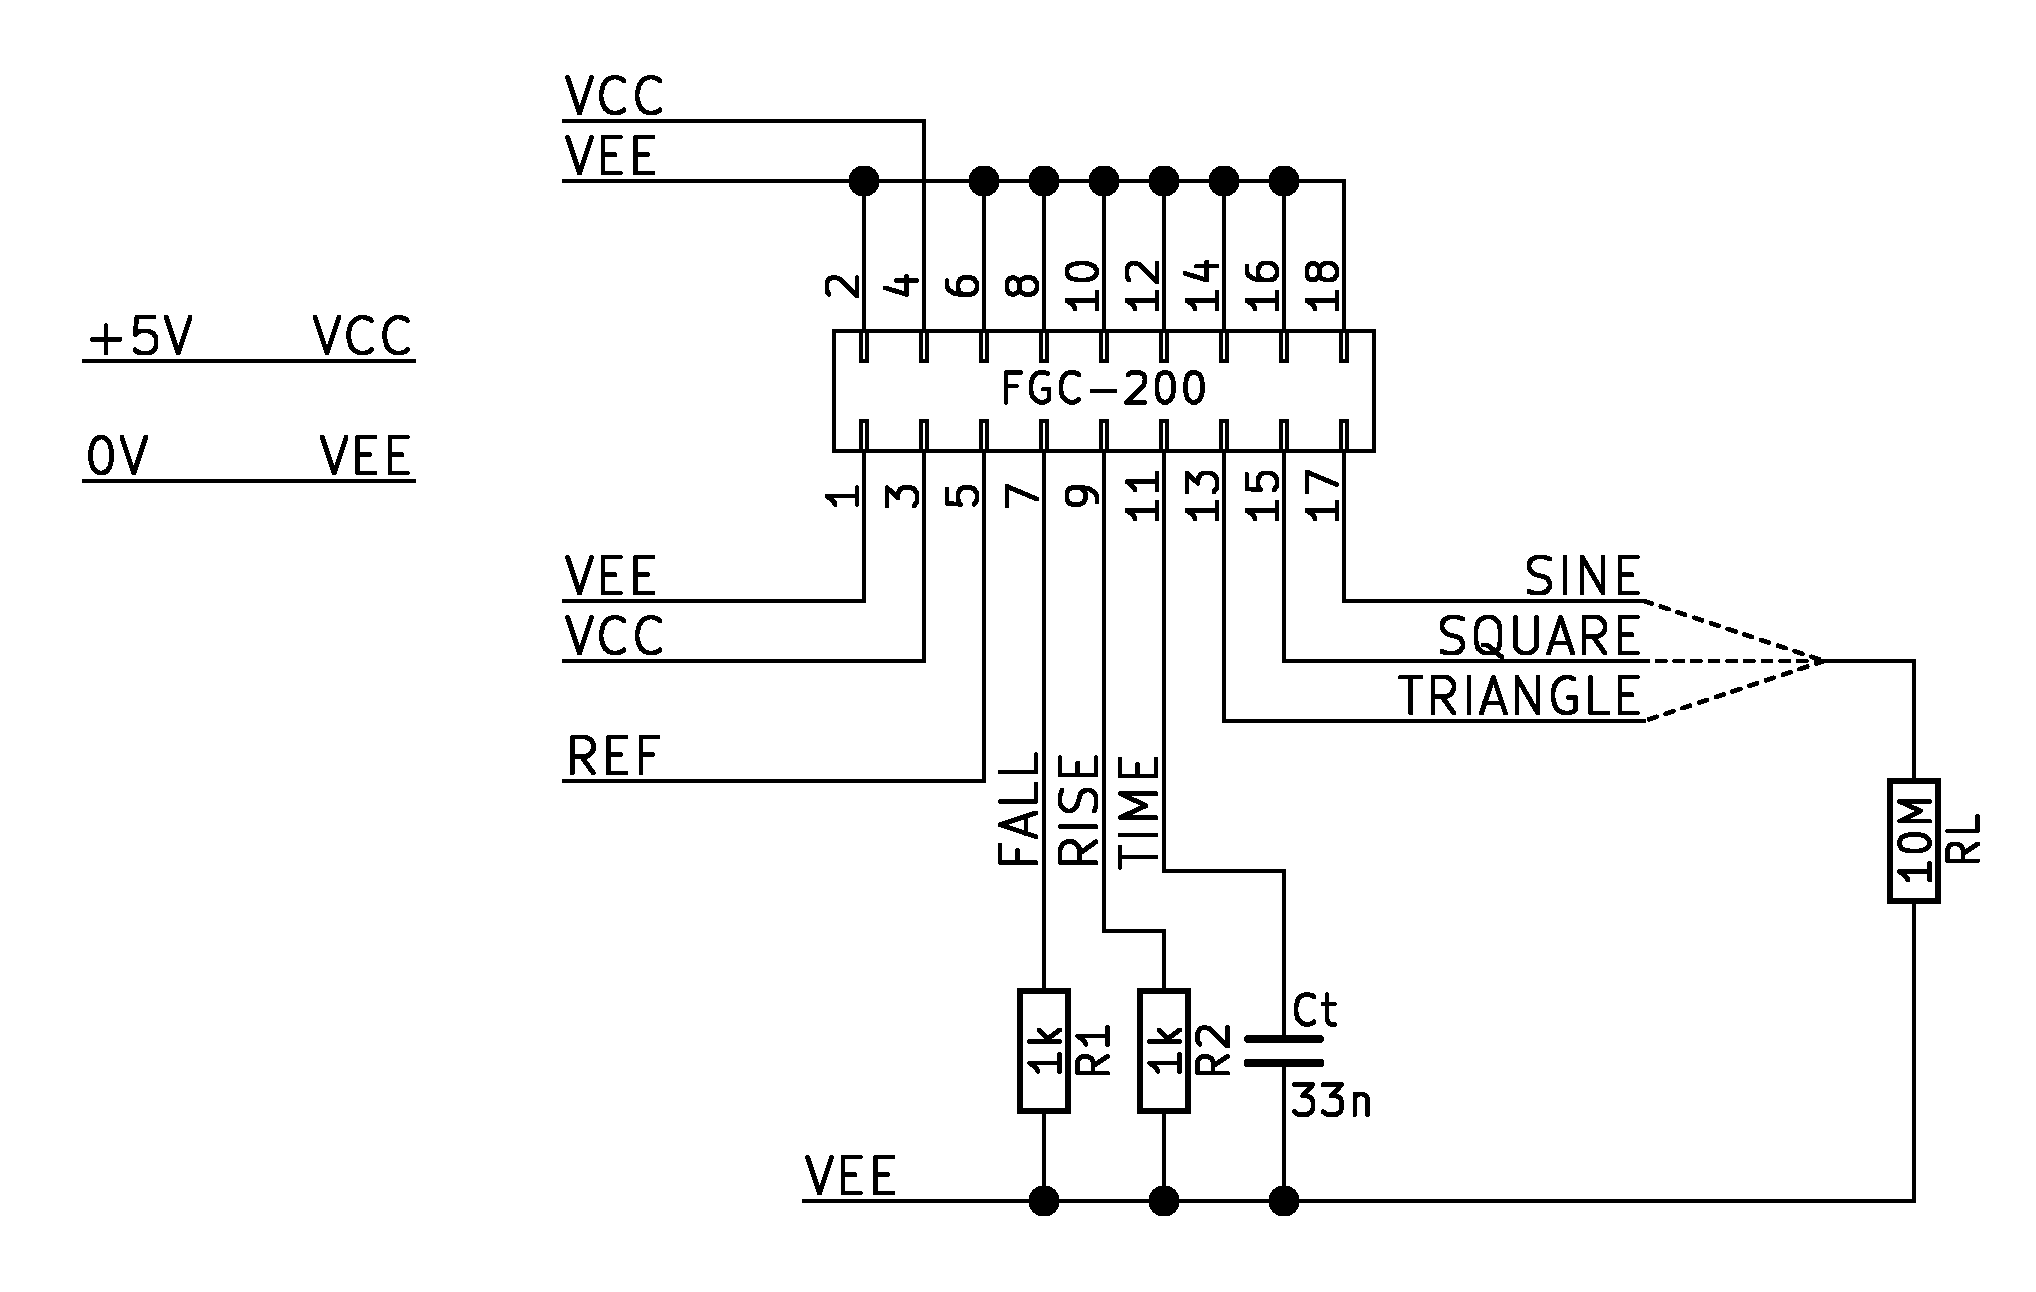 VCC
VEE
2 4 6 8 10 12 14 16 18
+5V VCC
FGC-200
0V VEE
1 3 5 7 9 11 13 15 17
VEE
SINE
VCC
SQUARE
TRIANGLE
REF
FALL
RISE
TIME
10M
RL
1k
R1
1k
R2
Ct
33n
VEE